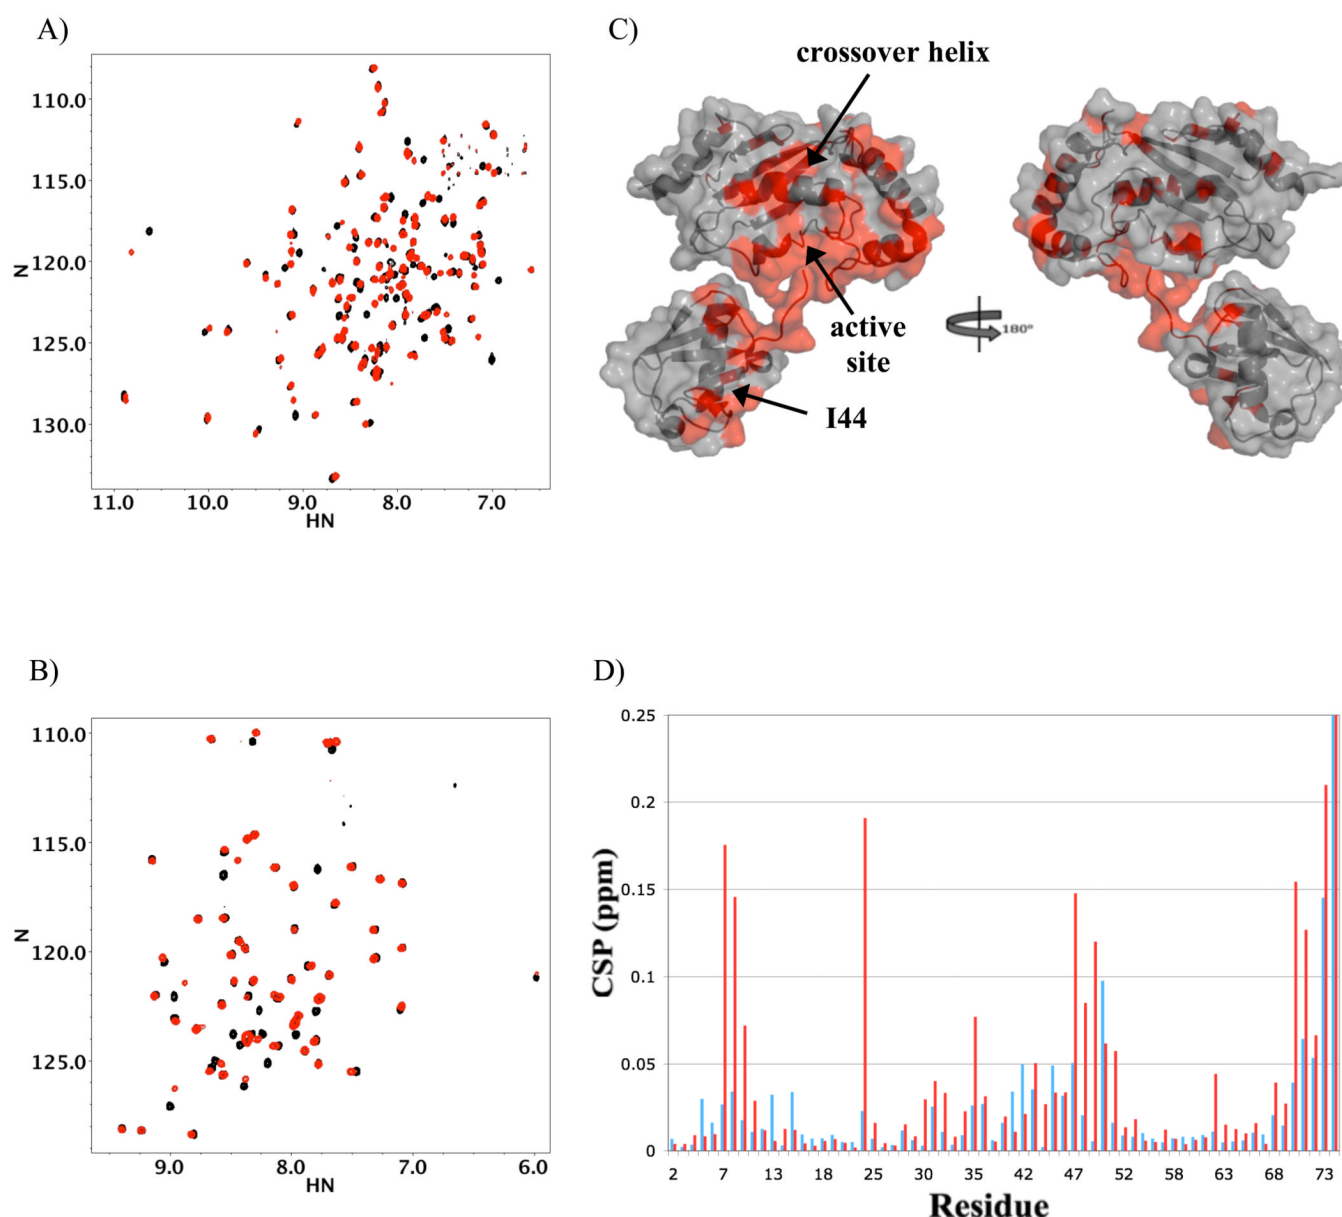 A)
110.0
115.0
120.0
125.0
130.0
N
11.0 10.0 9.0 8.0 7.0
HN
C)
crossover helix
active
site
I44
180°
B)
110.0
115.0
120.0
125.0
N
9.0 8.0 7.0 6.0
HN
D)
0.25
0.2
0.15
0.1
0.05
0
CSP (ppm)
2 7 13 18 25 30 36 42 47 52 58 63 68 73
Residue